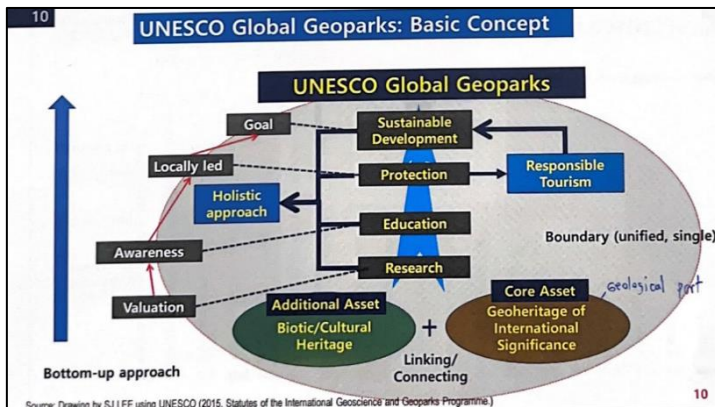 10
UNESCO Global Geoparks: Basic Concept
UNESCO Global Geoparks
Goal
Sustainable
Development
Locally led
Protection
Responsible
Tourism
Holistic
approach
Education
Boundary (unified, single)
Awareness
Research
Valuation
Additional Asset
Biotic/Cultural
Heritage
+
Core Asset
Geoheritage of
International
Significance
Geological part
Linking/
Connecting
Bottom-up approach
Source: Drawing by SJ LEE using UNESCO (2015, Statutes of the International Geoscience and Geoparks Programme.)
10